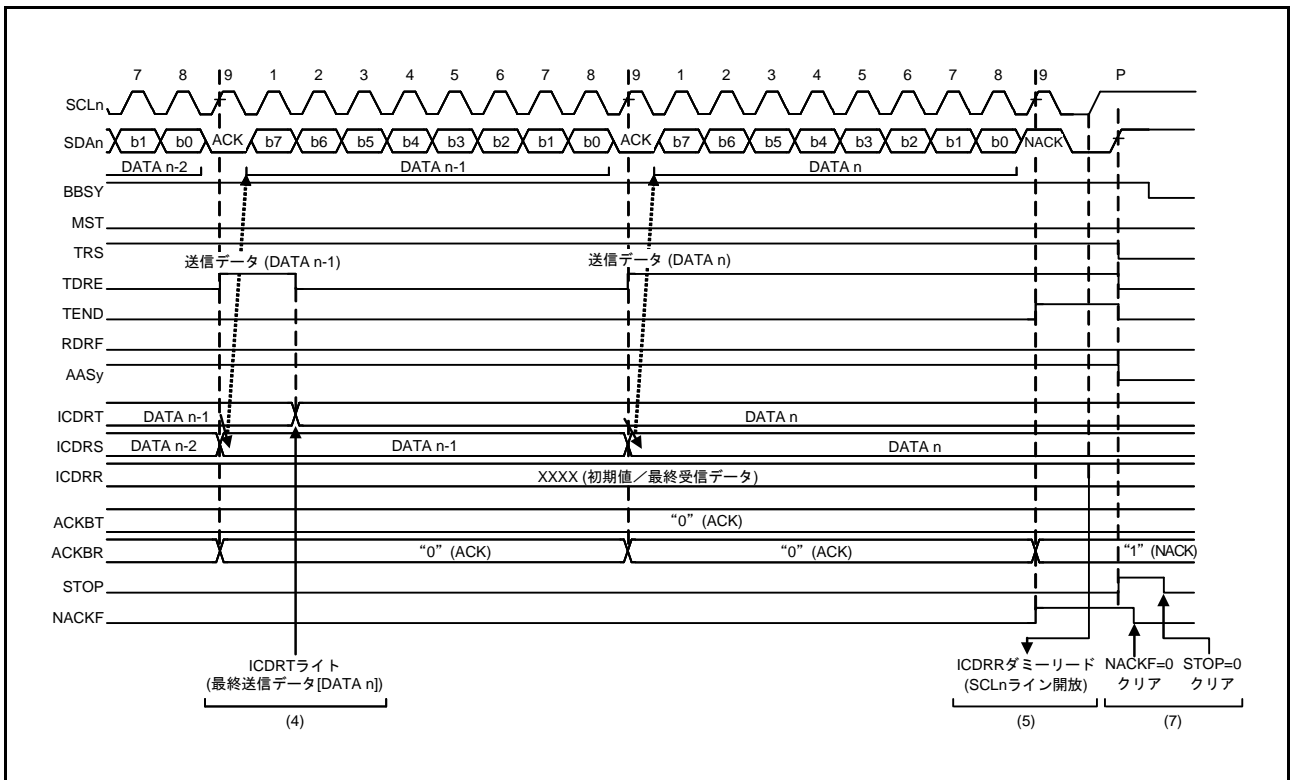 7 8 9 1 2 3 4 5 6 7 8 9 1 2 3 4 5 6 7 8 9 P
SCLn
SDAn b1 b0 ACK b7 b6 b5 b4 b3 b2 b1 b0 ACK b7 b6 b5 b4 b3 b2 b1 b0 NACK
DATA n-2 DATA n-1 DATA n
BBSY
MST
TRS
送信データ (DATA n-1) 送信データ (DATA n)
TDRE
TEND
RDRF
AASy
ICDRT DATA n-1 DATA n
ICDRS DATA n-2 DATA n-1 DATA n
ICDRR XXXX (初期値／最終受信データ)
ACKBT “0” (ACK)
ACKBR “0” (ACK) “0” (ACK) “1” (NACK)
STOP
NACKF
ICDRTライト
(最終送信データ[DATA n])
(4)
ICDRRダミーリード
(SCLnライン開放)
(5)
NACKF=0
クリア
STOP=0
クリア
(7)